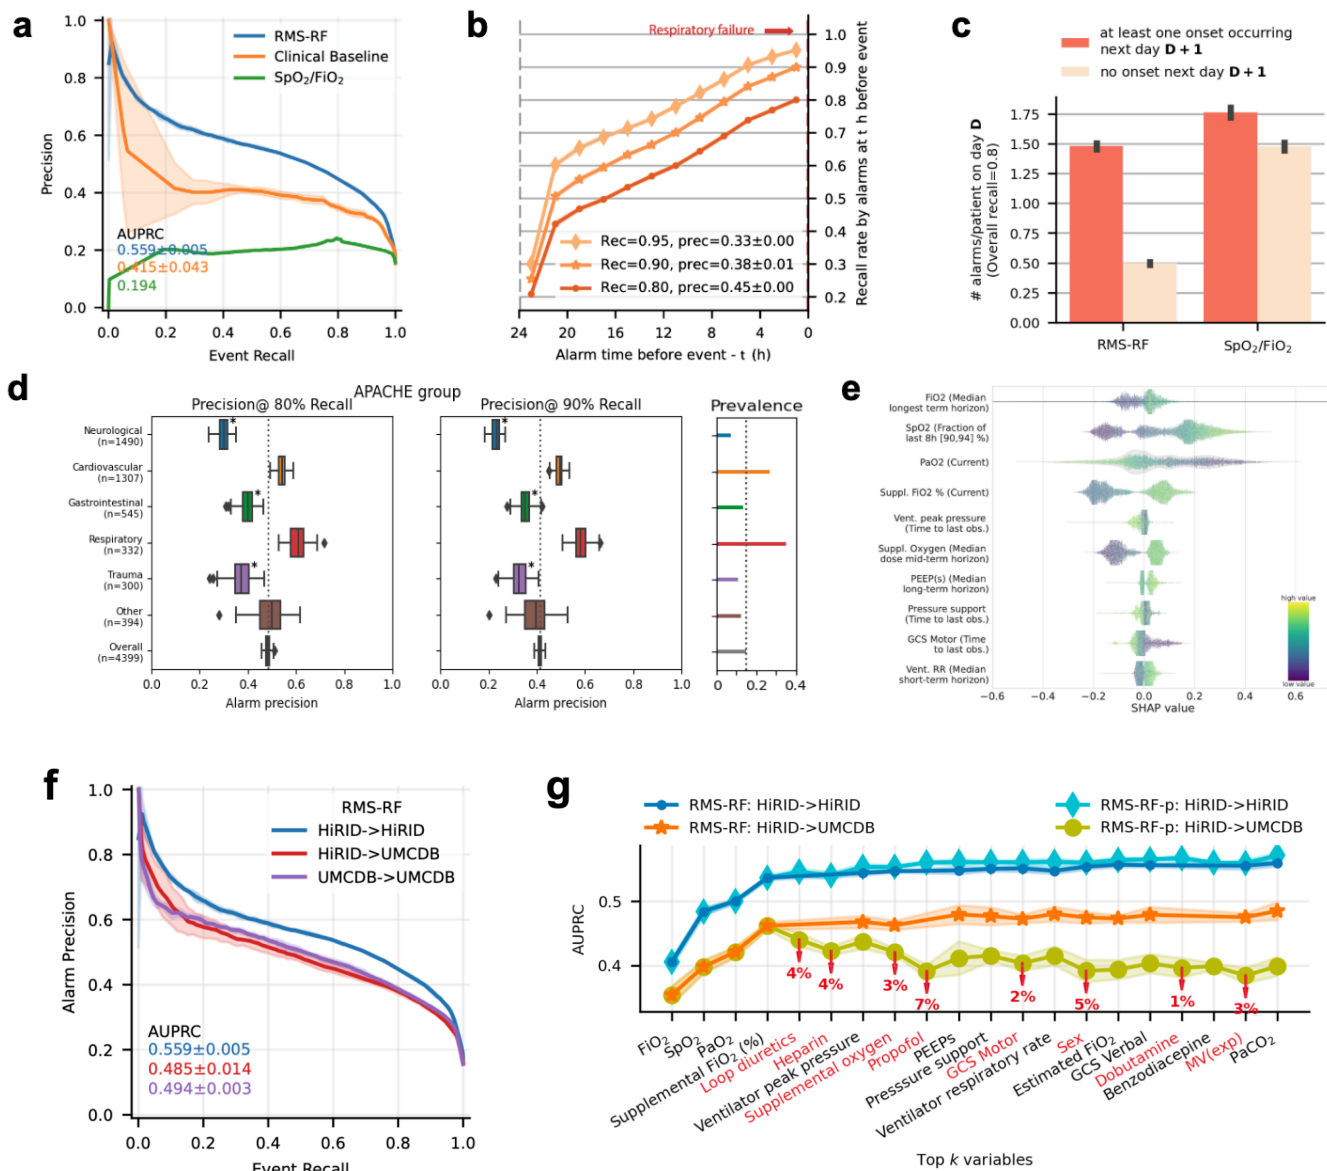 a
1.0
0.8
0.6
0.4
0.2
0.0
Precision
RMS-RF
Clinical Baseline
SpO₂/FiO₂
AUPRC
0.559±0.005
0.415±0.043
0.194
0.0 0.2 0.4 0.6 0.8 1.0
Event Recall
b
Respiratory failure
1.0
0.9
0.8
0.7
0.6
0.5
0.4
0.3
0.2
Recall rate by alarms at t h before event
Rec=0.95, prec=0.33±0.00
Rec=0.90, prec=0.38±0.01
Rec=0.80, prec=0.45±0.00
24 20 16 12 8 4 0
Alarm time before event - t (h)
c
at least one onset occurring
next day D + 1
no onset next day D + 1
# alarms/patient on day D
(Overall recall=0.8)
1.75
1.50
1.25
1.00
0.75
0.50
0.25
0.00
RMS-RF SpO₂/FiO₂
d
APACHE group
Precision@ 80% Recall
Precision@ 90% Recall
Prevalence
Neurological
(n=1490)
Cardiovascular
(n=1307)
Gastrointestinal
(n=545)
Respiratory
(n=332)
Trauma
(n=300)
Other
(n=394)
Overall
(n=4399)
*
*
*
*
*
*
0.0 0.2 0.4 0.6 0.8 1.0
Alarm precision
0.0 0.2 0.4 0.6 0.8 1.0
Alarm precision
0 0.2 0.4
e
FiO2 (Median
longest term horizon)
SpO2 (Fraction of
last 8h [90,94] %)
PaO2 (Current)
Suppl. FiO2 % (Current)
Vent. peak pressure
(Time to last obs.)
Suppl. Oxygen (Median
dose mid-term horizon)
PEEP(s) (Median
long-term horizon)
Pressure support
(Time to last obs.)
GCS Motor (Time
to last obs.)
Vent. RR (Median
short-term horizon)
high value
low value
−0.6 −0.4 −0.2 0.0 0.2 0.4 0.6
SHAP value
f
1.0
0.8
0.6
0.4
0.2
0.0
Alarm Precision
RMS-RF
HiRID->HiRID
HiRID->UMCDB
UMCDB->UMCDB
AUPRC
0.559±0.005
0.485±0.014
0.494±0.003
0.0 0.2 0.4 0.6 0.8 1.0
Event Recall
g
RMS-RF: HiRID->HiRID
RMS-RF: HiRID->UMCDB
RMS-RF-p: HiRID->HiRID
RMS-RF-p: HiRID->UMCDB
AUPRC
0.5
0.4
4%
4%
3%
7%
2%
5%
1%
3%
FiO₂
SpO₂
PaO₂
Supplemental FiO₂ (%)
Loop diuretics
Heparin
Ventilator peak pressure
Supplemental oxygen
Propofol
PEEPs
Presssure support
GCS Motor
Ventilator respiratory rate
Sex
Estimated FiO₂
GCS Verbal
Dobutamine
Benzodiacepine
MV(exp)
PaCO₂
Top k variables